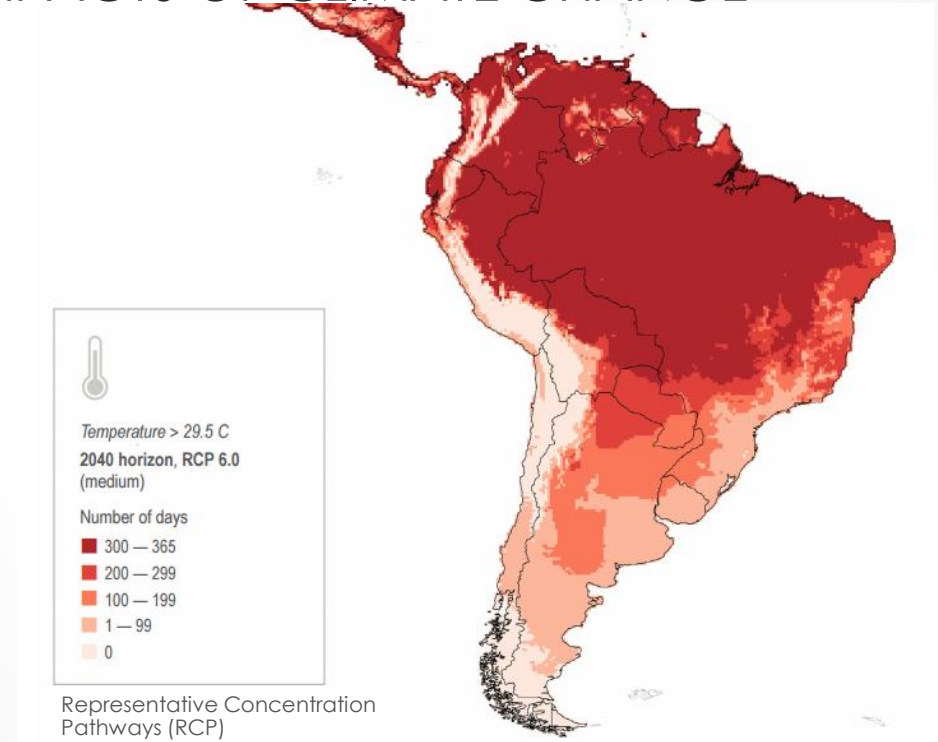 Temperature > 29.5 C
2040 horizon, RCP 6.0
(medium)
Number of days
300 — 365
200 — 299
100 — 199
1 — 99
0
Representative Concentration
Pathways (RCP)